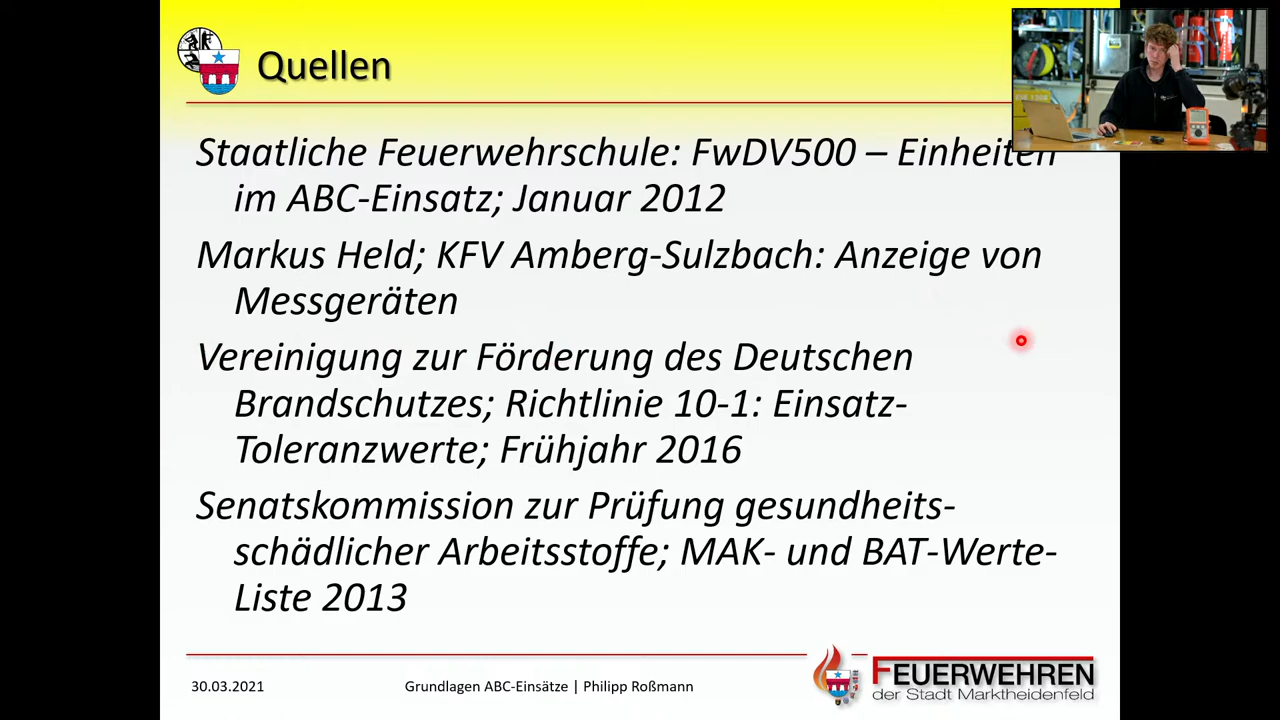 Quellen
Staatliche Feuerwehrschule: FwDV500 – Einheiten
im ABC-Einsatz; Januar 2012
Markus Held; KFV Amberg-Sulzbach: Anzeige von
Messgeräten
Vereinigung zur Förderung des Deutschen
Brandschutzes; Richtlinie 10-1: Einsatz-
Toleranzwerte; Frühjahr 2016
Senatskommission zur Prüfung gesundheits-
schädlicher Arbeitsstoffe; MAK- und BAT-Werte-
Liste 2013
30.03.2021
Grundlagen ABC-Einsätze | Philipp Roßmann
FEUERWEHREN
der Stadt Marktheidenfeld